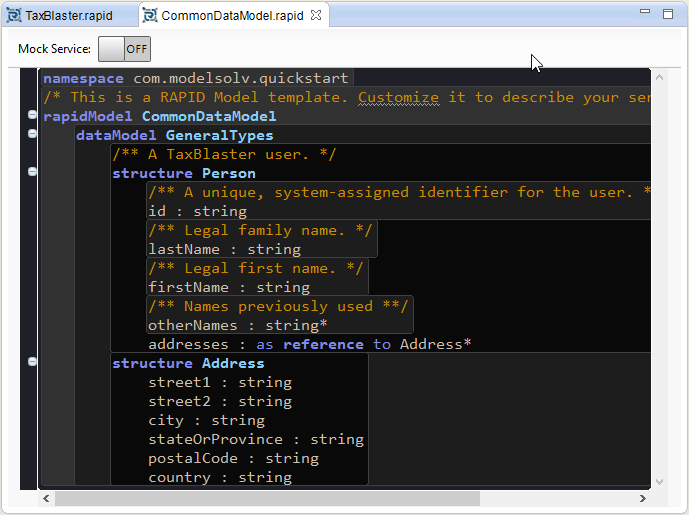 TaxBlaster.rapid CommonDataModel.rapid
Mock Service: OFF
namespace com.modelsolv.quickstart
/* This is a RAPID Model template. Customize it to describe your ser
rapidModel CommonDataModel
dataModel GeneralTypes
/** A TaxBlaster user. */
structure Person
/** A unique, system-assigned identifier for the user. *
id : string
/** Legal family name. */
lastName : string
/** Legal first name. */
firstName : string
/** Names previously used **/
otherNames : string*
addresses : as reference to Address*
structure Address
street1 : string
street2 : string
city : string
stateOrProvince : string
postalCode : string
country : string